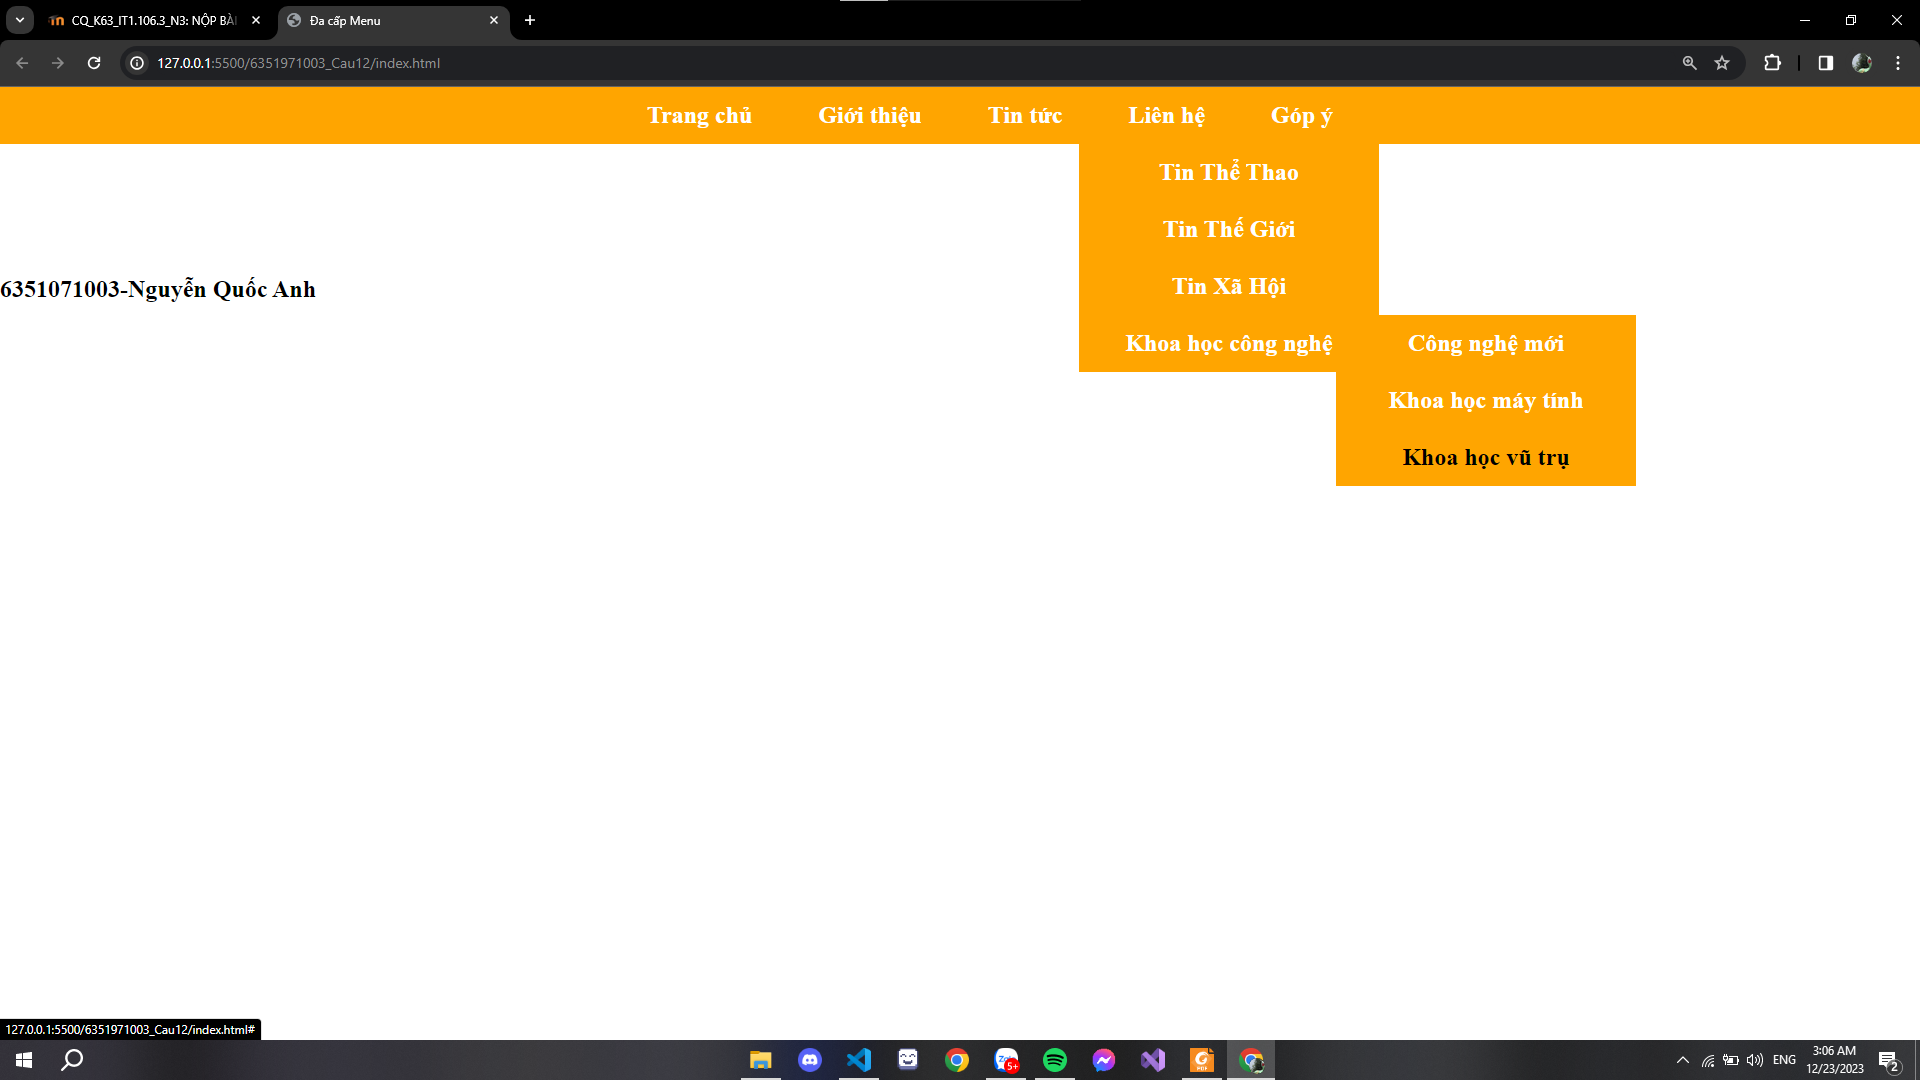 CQ_K63_IT1.106.3_N3: NỘP BÀI
Đa cấp Menu
127.0.0.1:5500/6351971003_Cau12/index.html
Trang chủ Giới thiệu Tin tức Liên hệ Góp ý
Tin Thể Thao
Tin Thế Giới
Tin Xã Hội
6351071003-Nguyễn Quốc Anh
Khoa học công nghệ Công nghệ mới
Khoa học máy tính
Khoa học vũ trụ
127.0.0.1:5500/6351971003_Cau12/index.html#
5+
PDF
ENG
3:06 AM
12/23/2023
2